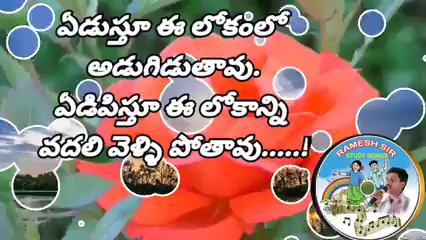 ఏడుస్తూ ఈ లోకంలో
అడుగిడుతావు.
ఏడిపిస్తూ ఈ లోకాన్ని
వదలి వెళ్ళి పోతావు......!
RAMESH SIR
STUDY SONGS